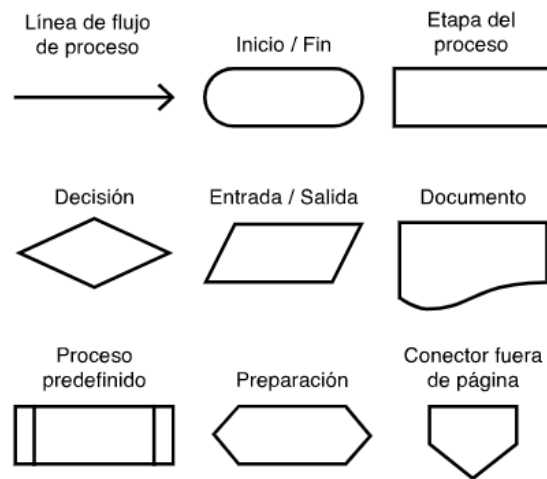 Línea de flujo
de proceso
Inicio / Fin
Etapa del
proceso
Decisión
Entrada / Salida
Documento
Proceso
predefinido
Preparación
Conector fuera
de página